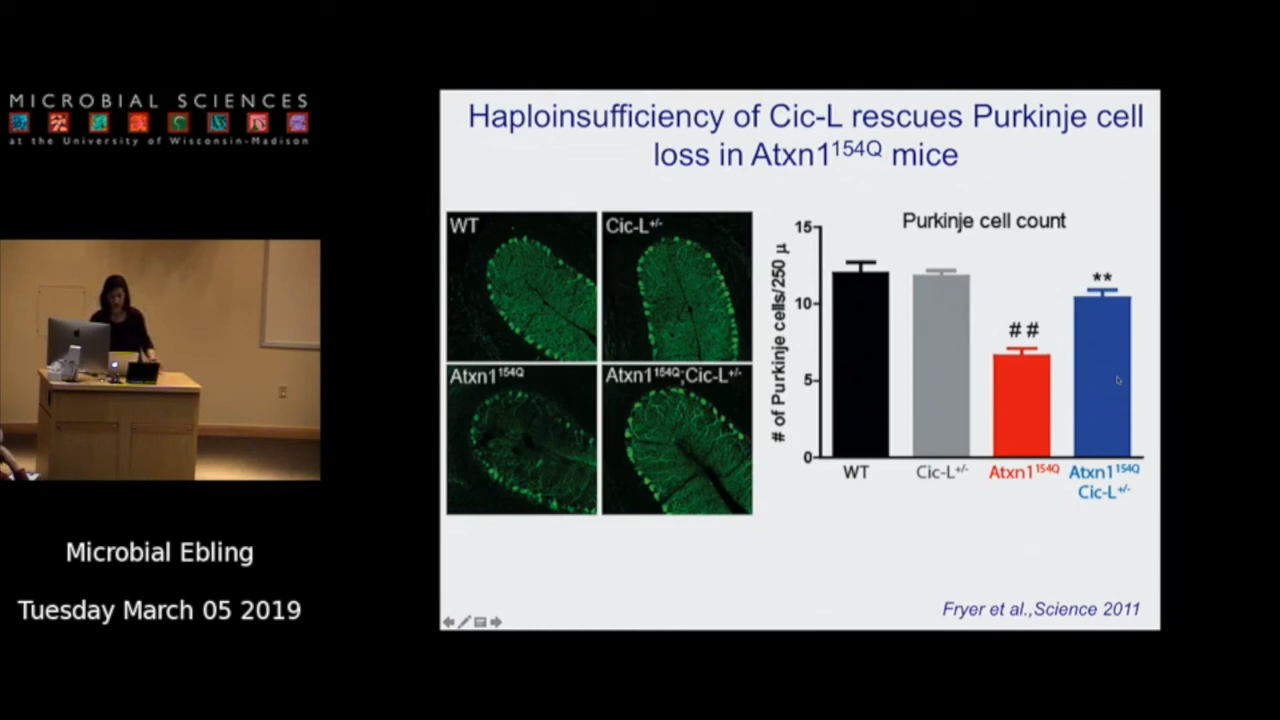 MICROBIAL SCIENCES
at the University of Wisconsin-Madison
Microbial Ebling
Tuesday March 05 2019
Haploinsufficiency of Cic-L rescues Purkinje cell
loss in Atxn1¹⁵⁴Q mice
WT
Cic-L+/-
Atxn1¹⁵⁴Q
Atxn1¹⁵⁴Q;Cic-L+/-
Purkinje cell count
# of Purkinje cells/250 µ
15
10
5
0
##
**
WT
Cic-L+/-
Atxn1¹⁵⁴Q
Atxn1¹⁵⁴Q
Cic-L+/-
Fryer et al.,Science 2011